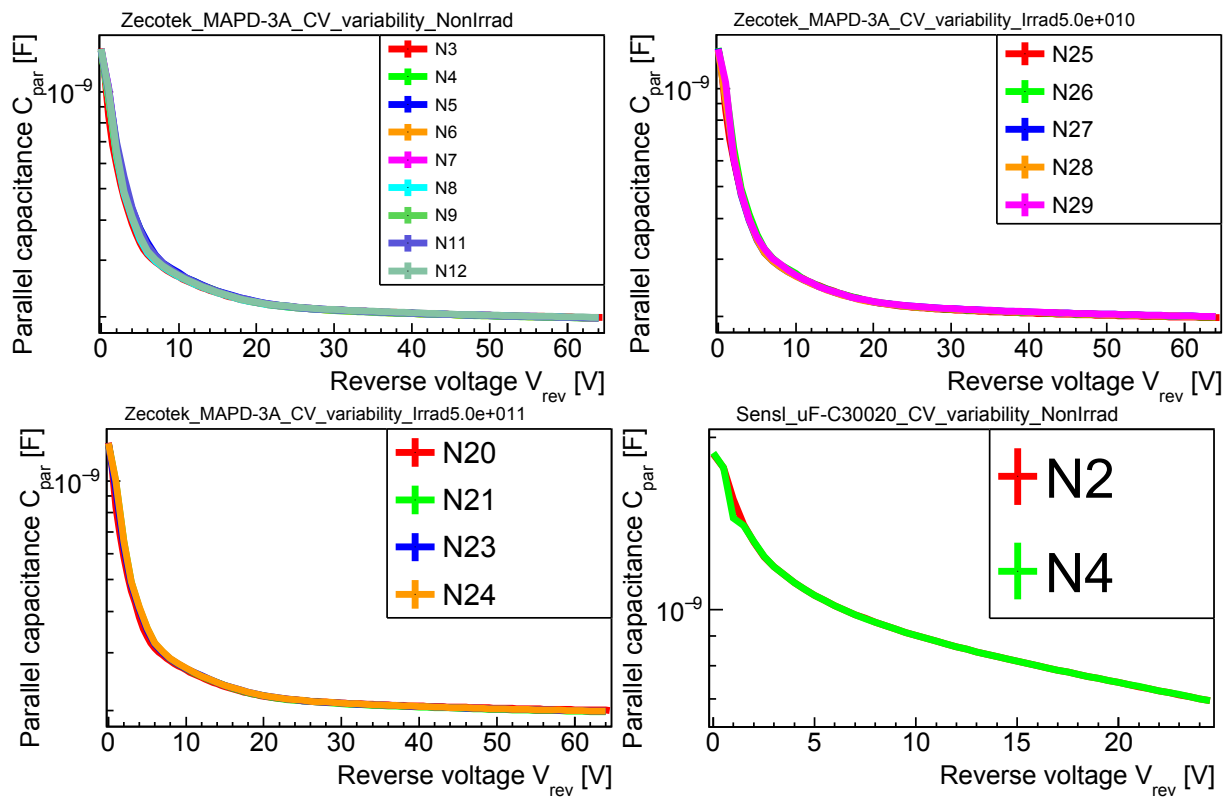 Zecotek_MAPD-3A_CV_variability_NonIrrad
Parallel capacitance C_par [F]
10⁻⁹
N3
N4
N5
N6
N7
N8
N9
N11
N12
0 10 20 30 40 50 60
Reverse voltage V_rev [V]
Zecotek_MAPD-3A_CV_variability_Irrad5.0e+010
Parallel capacitance C_par [F]
10⁻⁹
N25
N26
N27
N28
N29
0 10 20 30 40 50 60
Reverse voltage V_rev [V]
Zecotek_MAPD-3A_CV_variability_Irrad5.0e+011
Parallel capacitance C_par [F]
10⁻⁹
N20
N21
N23
N24
0 10 20 30 40 50 60
Reverse voltage V_rev [V]
Sensl_uF-C30020_CV_variability_NonIrrad
Parallel capacitance C_par [F]
10⁻⁹
N2
N4
0 5 10 15 20
Reverse voltage V_rev [V]